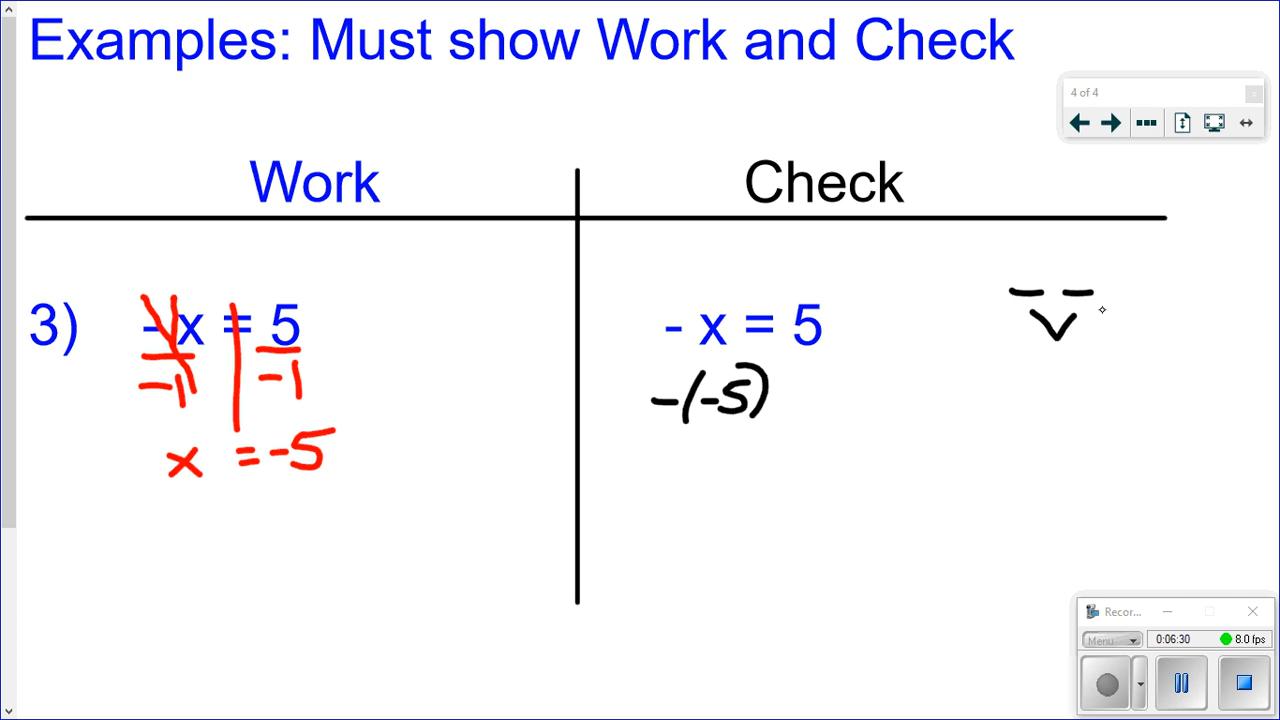 Examples: Must show Work and Check
4 of 4
Work
Check
3) - x = 5
-1 -1
x = -5
- x = 5
-(-5)
- -
v
Recor...
Menu
0:06:30
8.0 fps